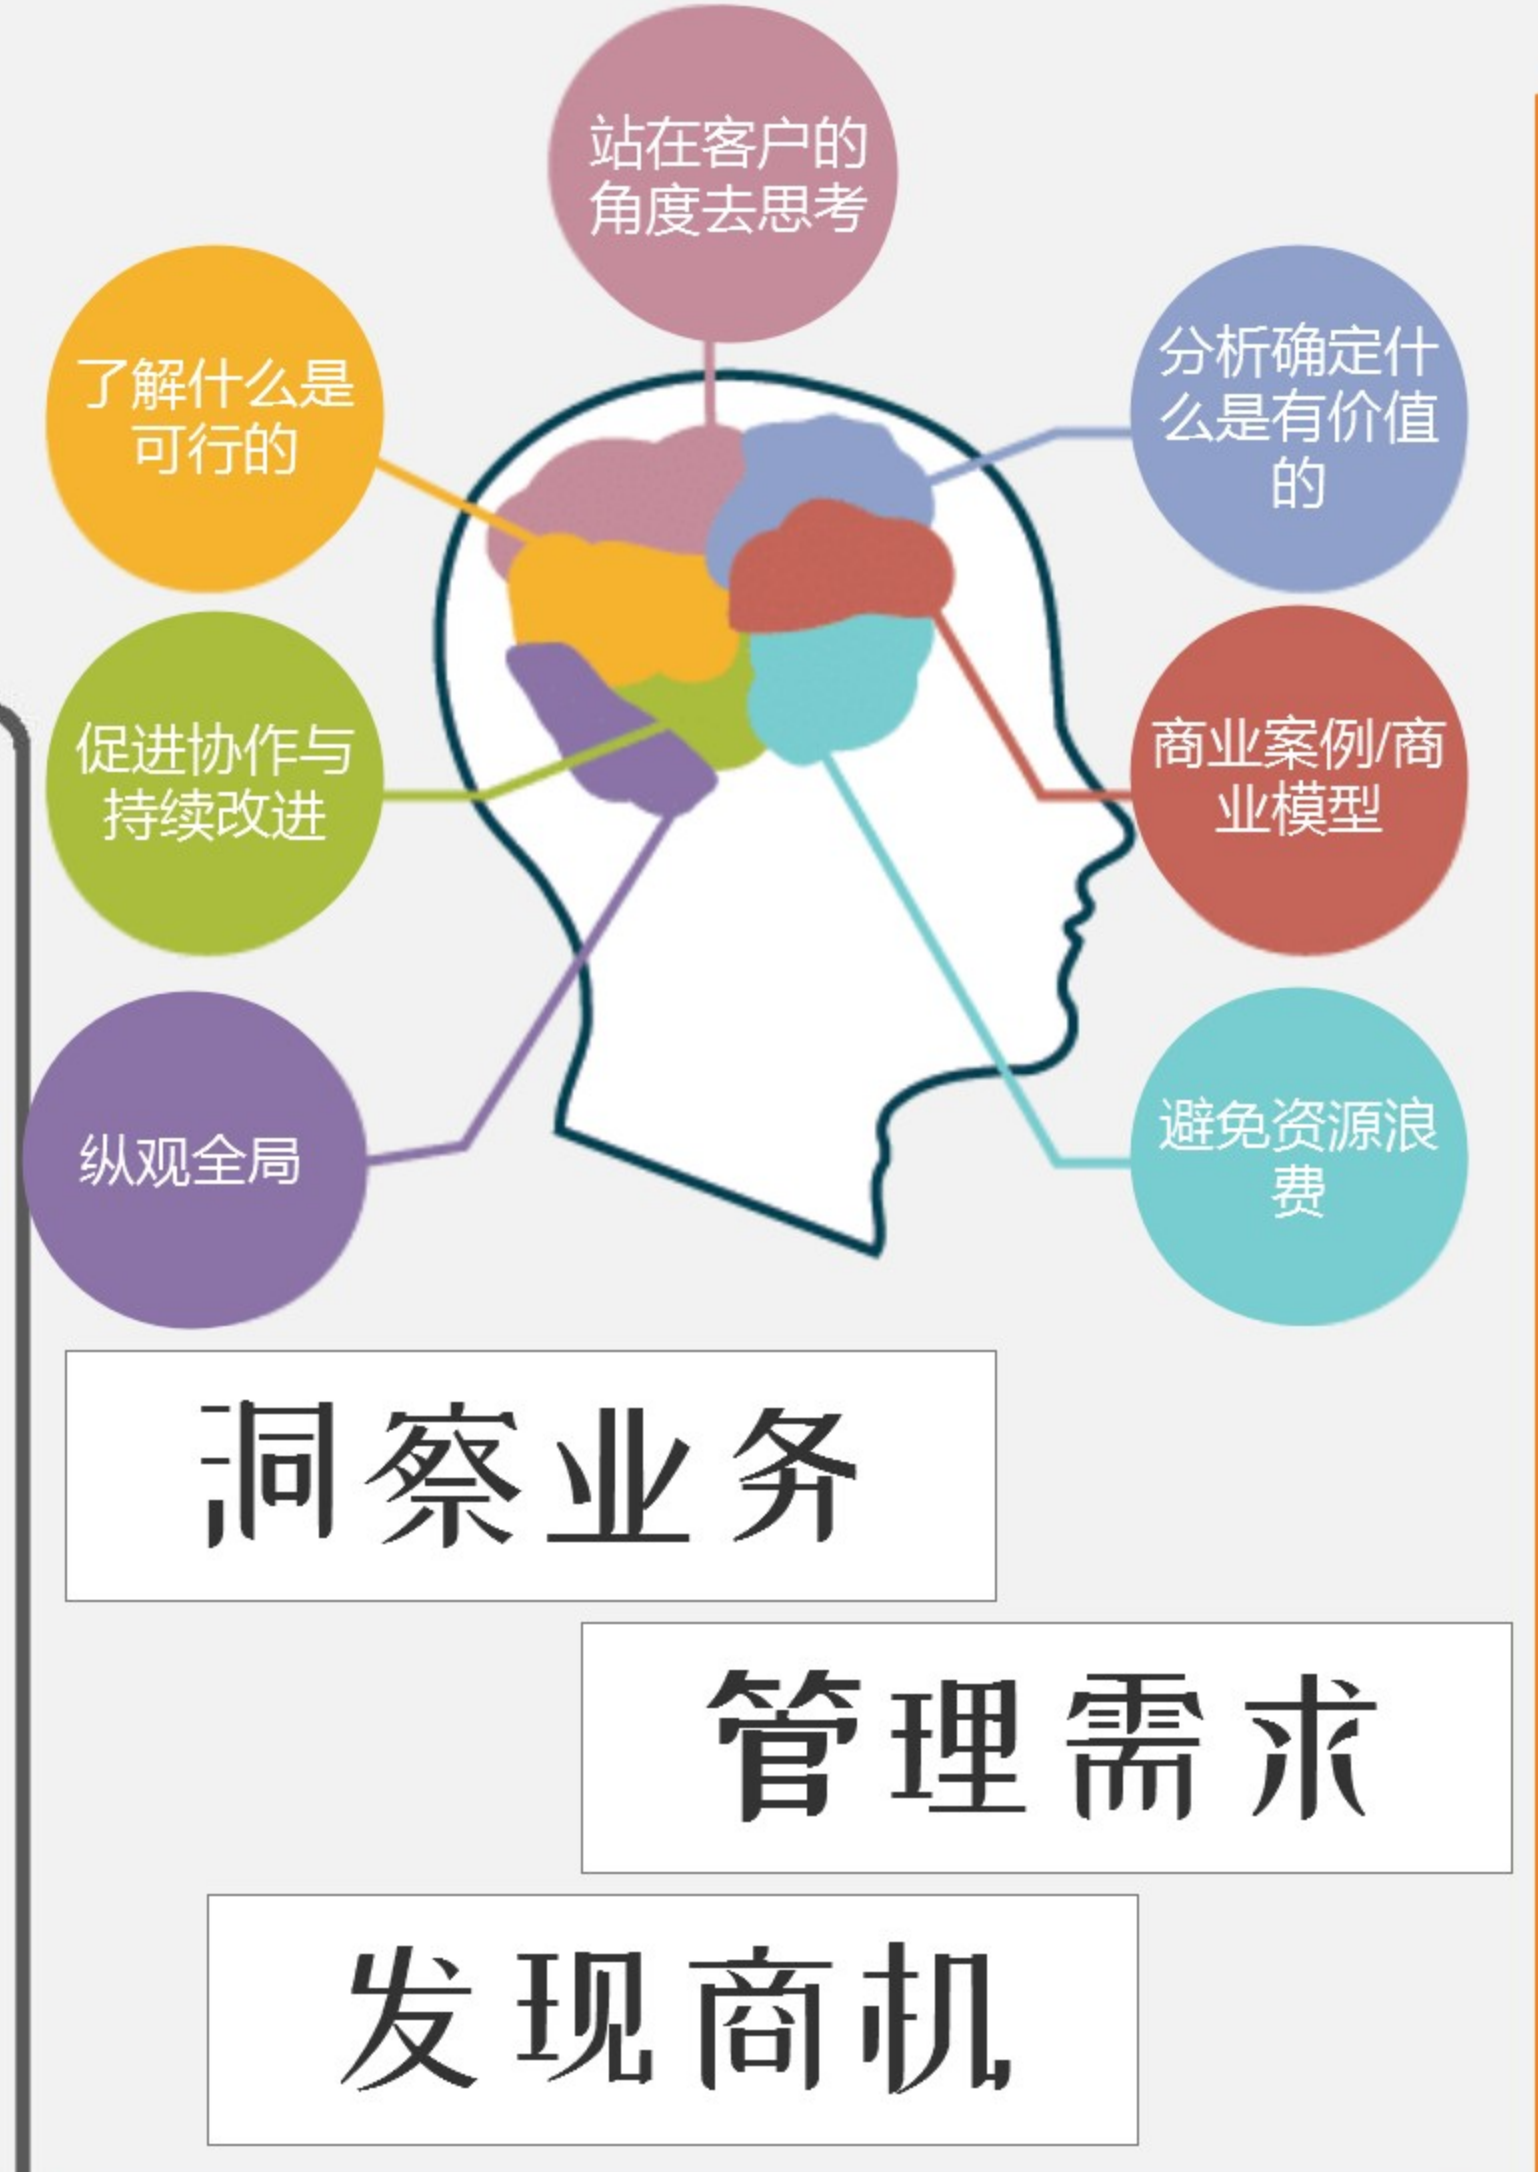 站在客户的
角度去思考
了解什么是
可行的
分析确定什
么是有价值
的
促进协作与
持续改进
商业案例/商
业模型
纵观全局
避免资源浪
费
洞察业务
管理需求
发现商机